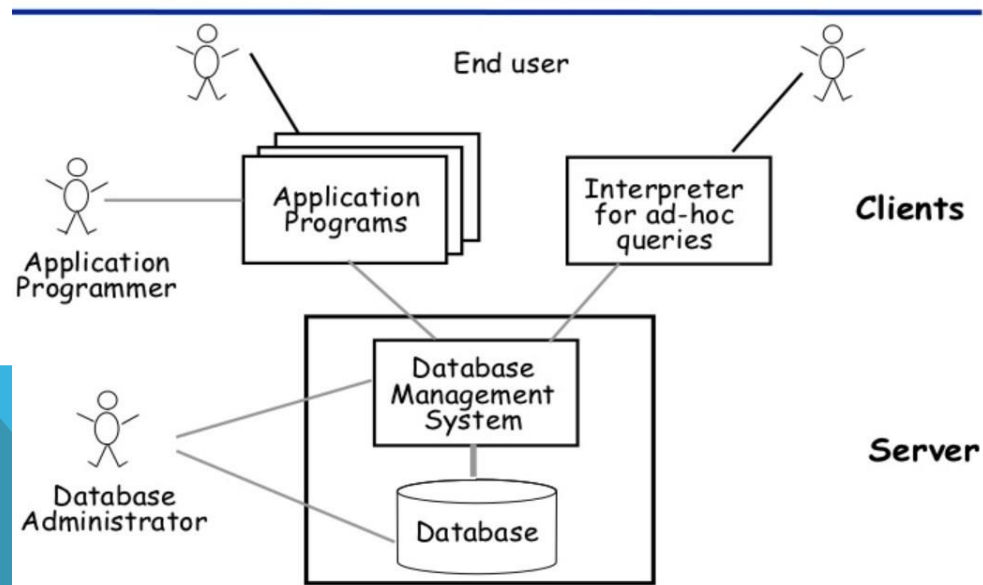 End user
Application
Programs
Interpreter
for ad-hoc
queries
Clients
Application
Programmer
Database
Management
System
Server
Database
Administrator
Database